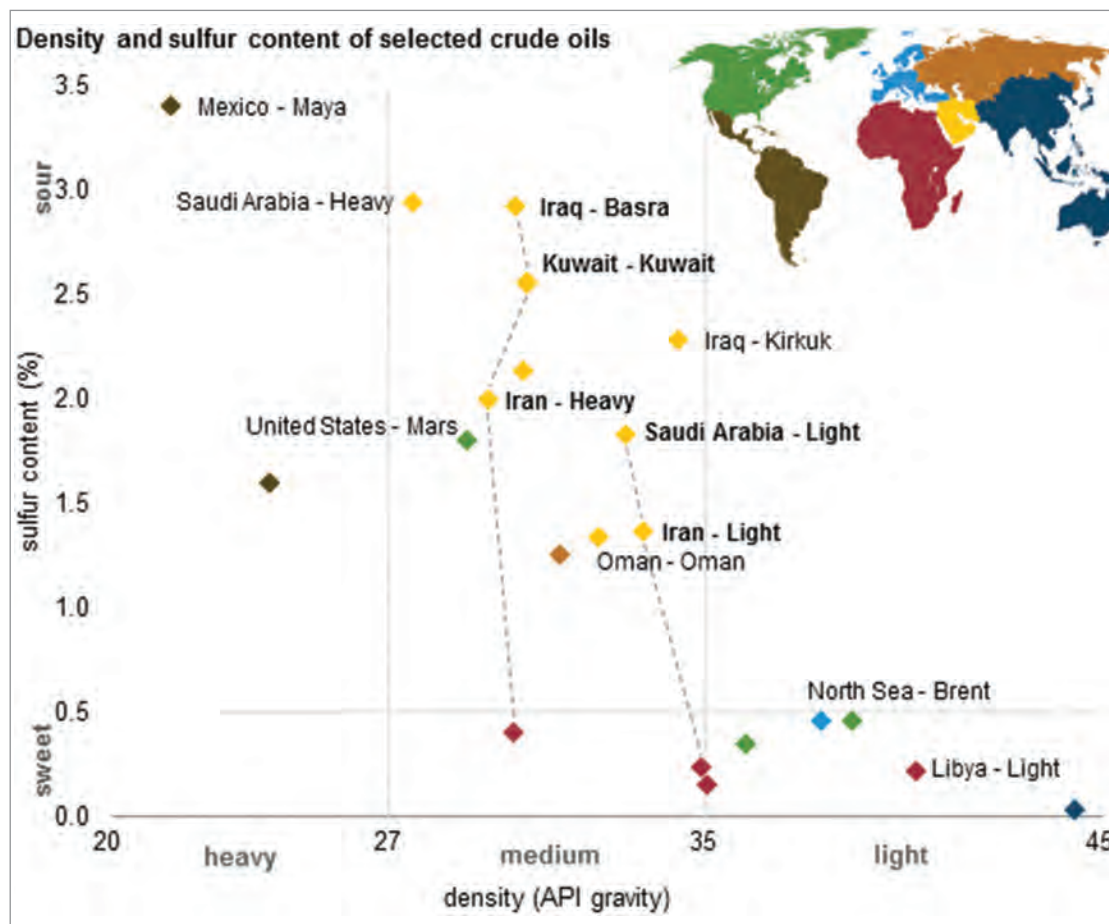 Density and sulfur content of selected crude oils
3.5
Mexico - Maya
sour
3.0
Saudi Arabia - Heavy
Iraq - Basra
Kuwait - Kuwait
2.5
Iraq - Kirkuk
sulfur content (%)
2.0
Iran - Heavy
United States - Mars
Saudi Arabia - Light
1.5
Iran - Light
Oman - Oman
1.0
North Sea - Brent
0.5
sweet
Libya - Light
0.0
20 27 35 45
heavy medium light
density (API gravity)